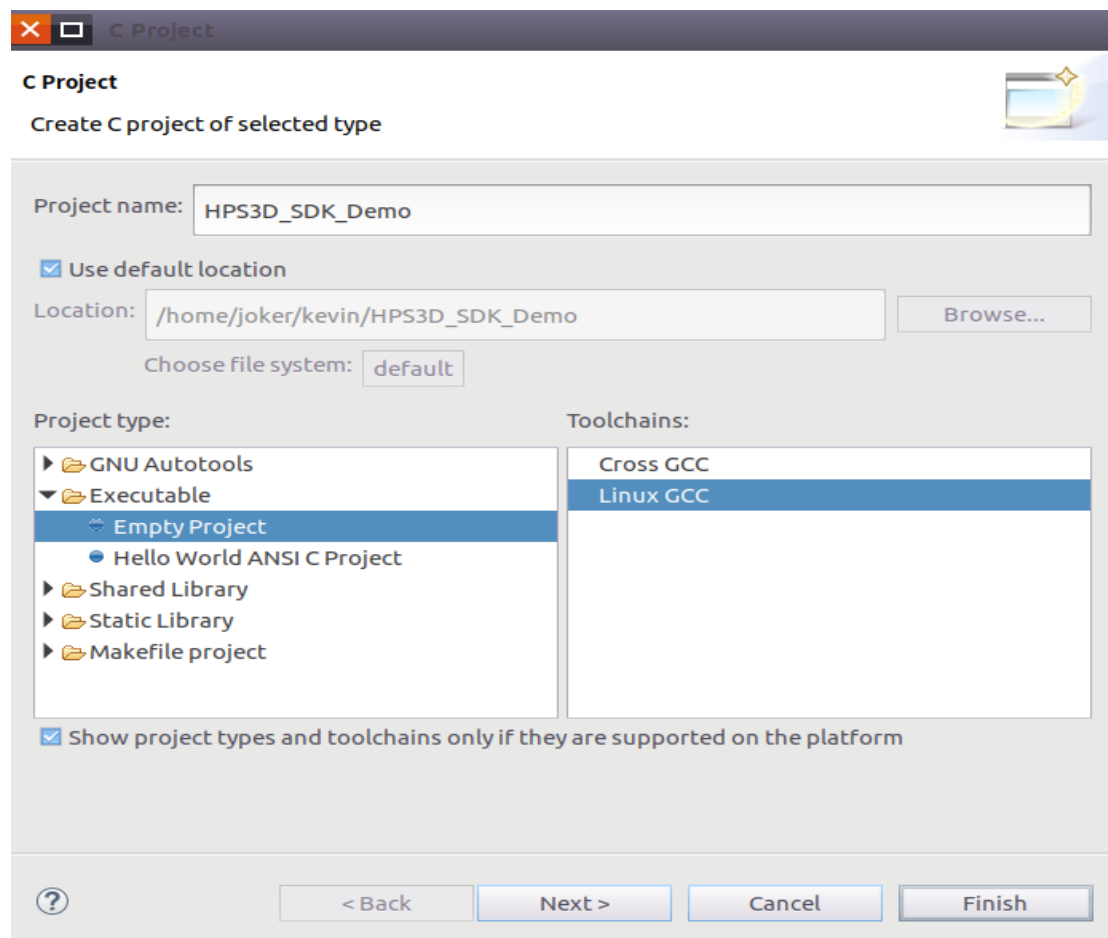 C Project
C Project
Create C project of selected type
Project name: HPS3D_SDK_Demo
Use default location
Location: /home/joker/kevin/HPS3D_SDK_Demo Browse...
Choose file system: default
Project type: Toolchains:
GNU Autotools Cross GCC
Executable Linux GCC
Empty Project
Hello World ANSI C Project
Shared Library
Static Library
Makefile project
Show project types and toolchains only if they are supported on the platform
? < Back Next > Cancel Finish